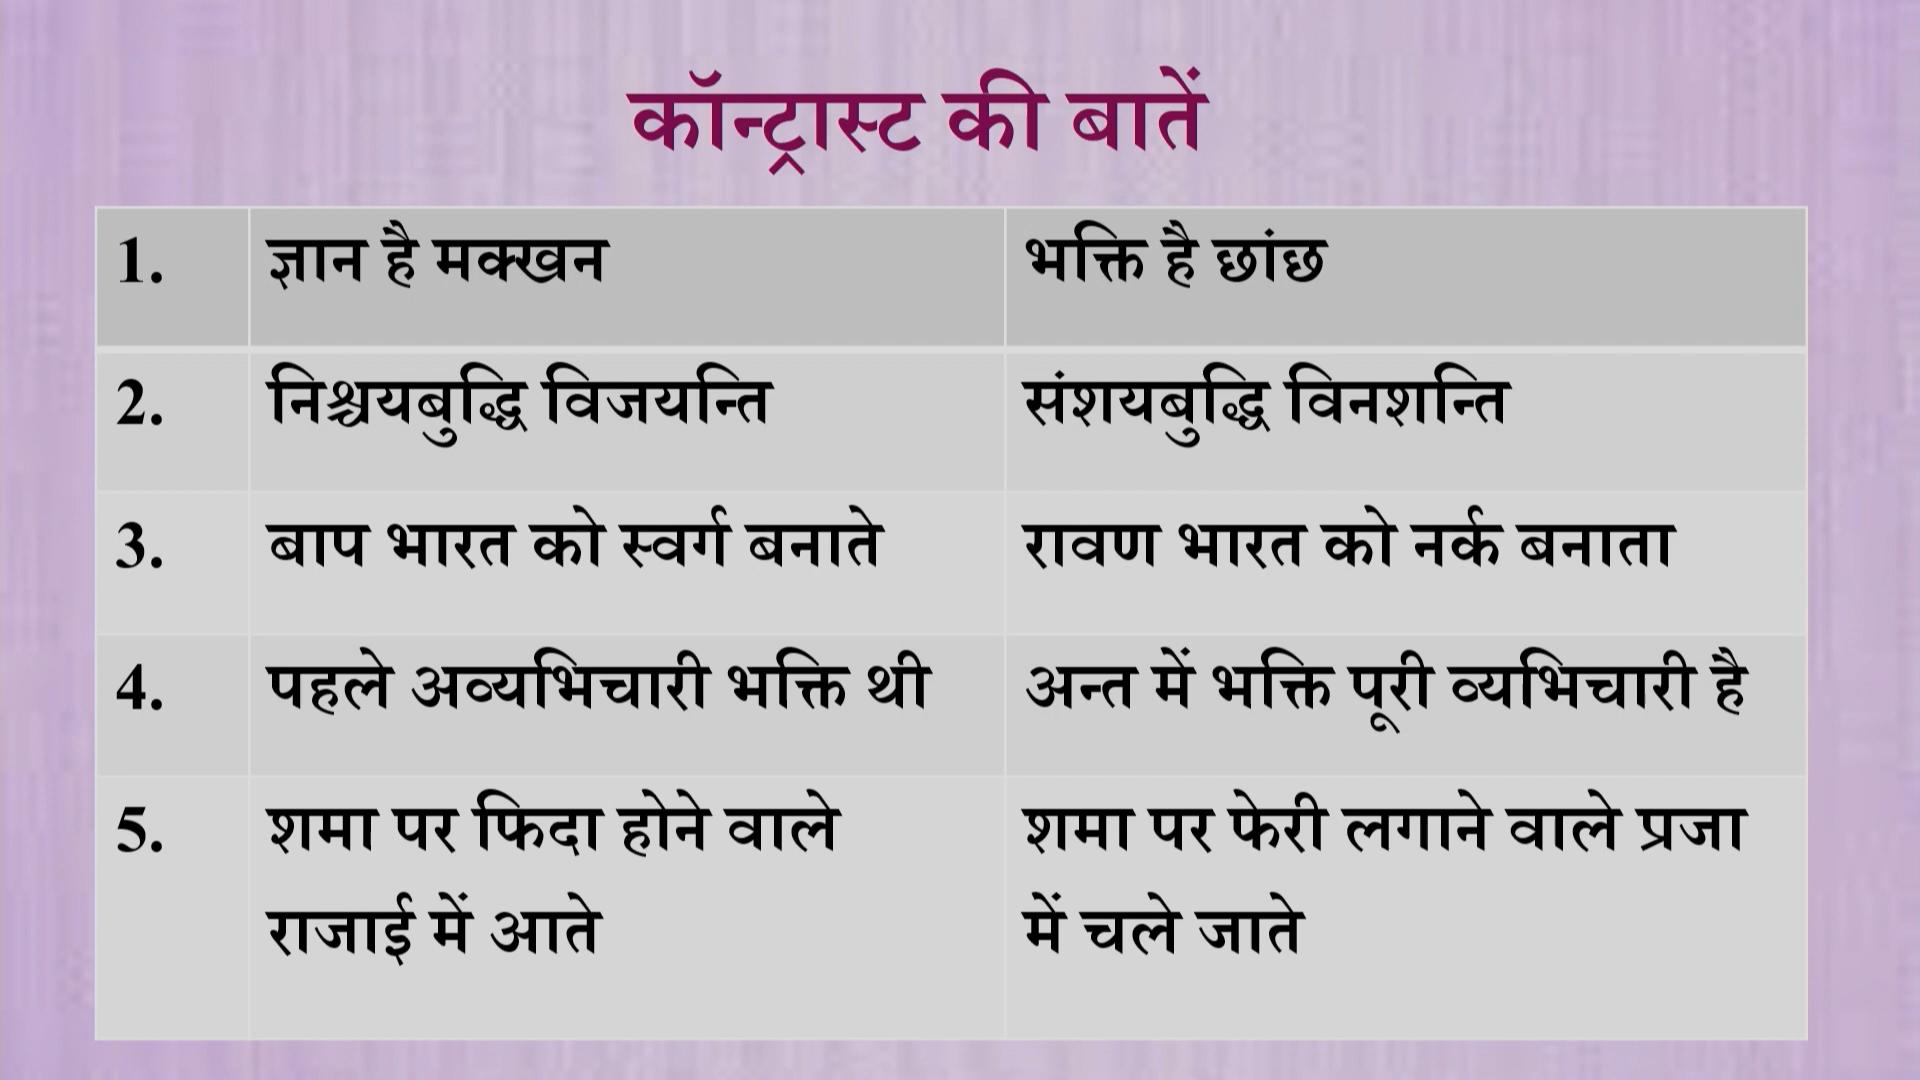 कॉन्ट्रास्ट की बातें
1. ज्ञान है मक्खन भक्ति है छांछ
2. निश्चयबुद्धि विजयन्ति संशयबुद्धि विनशन्ति
3. बाप भारत को स्वर्ग बनाते रावण भारत को नर्क बनाता
4. पहले अव्यभिचारी भक्ति थी अन्त में भक्ति पूरी व्यभिचारी है
5. शमा पर फिदा होने वाले शमा पर फेरी लगाने वाले प्रजा
राजाई में आते में चले जाते